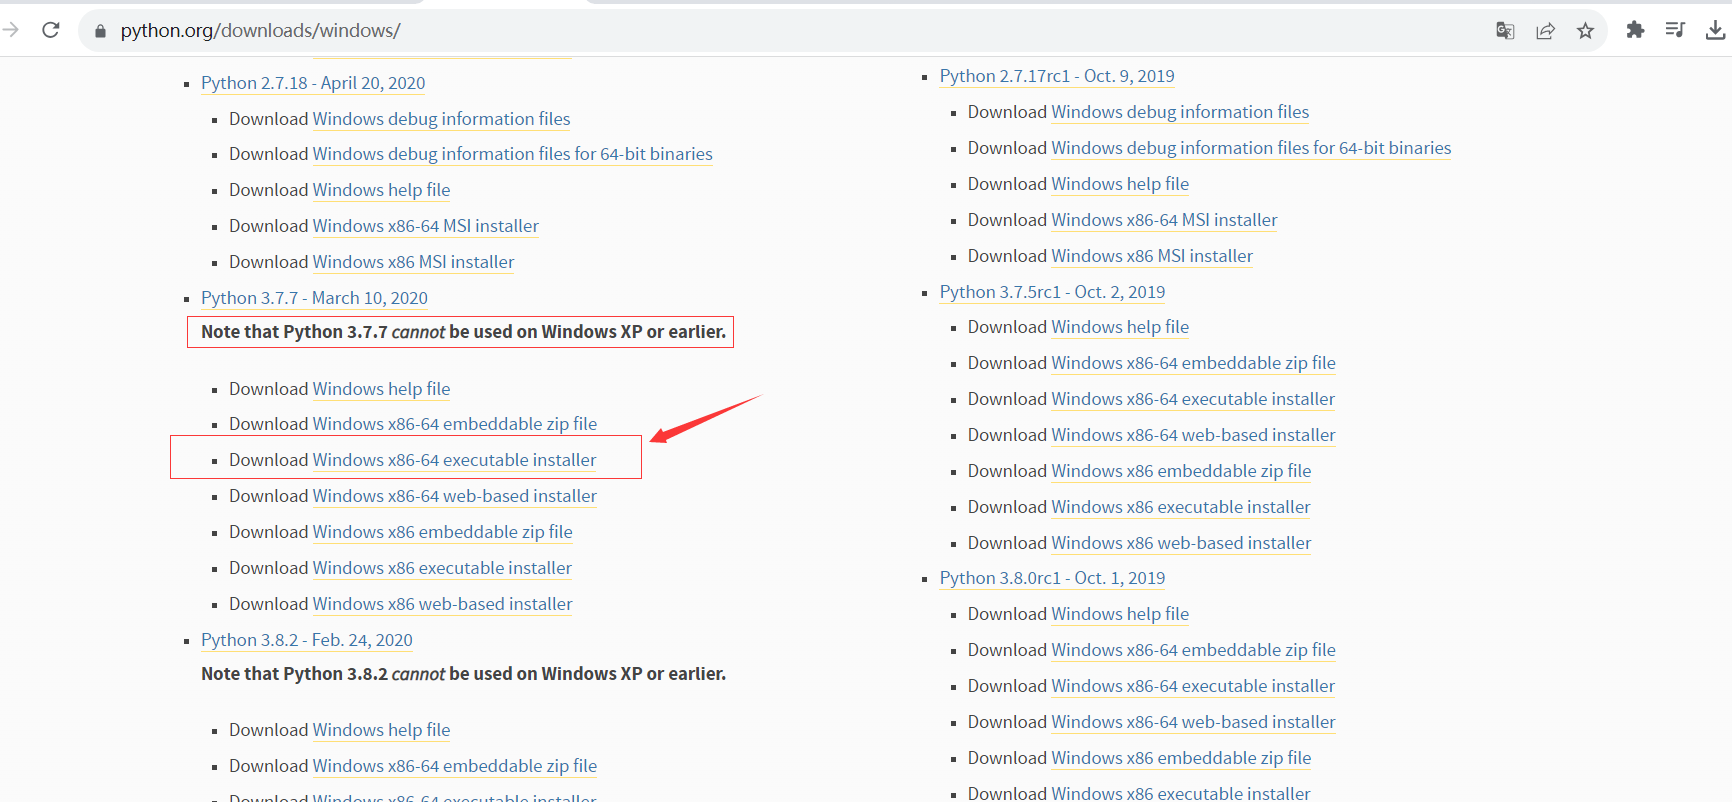 python.org/downloads/windows/
Python 2.7.18 - April 20, 2020
Download Windows debug information files
Download Windows debug information files for 64-bit binaries
Download Windows help file
Download Windows x86-64 MSI installer
Download Windows x86 MSI installer
Python 3.7.7 - March 10, 2020
Note that Python 3.7.7 cannot be used on Windows XP or earlier.
Download Windows help file
Download Windows x86-64 embeddable zip file
Download Windows x86-64 executable installer
Download Windows x86-64 web-based installer
Download Windows x86 embeddable zip file
Download Windows x86 executable installer
Download Windows x86 web-based installer
Python 3.8.2 - Feb. 24, 2020
Note that Python 3.8.2 cannot be used on Windows XP or earlier.
Download Windows help file
Download Windows x86-64 embeddable zip file
Download Windows x86-64 executable installer
Python 2.7.17rc1 - Oct. 9, 2019
Download Windows debug information files
Download Windows debug information files for 64-bit binaries
Download Windows help file
Download Windows x86-64 MSI installer
Download Windows x86 MSI installer
Python 3.7.5rc1 - Oct. 2, 2019
Download Windows help file
Download Windows x86-64 embeddable zip file
Download Windows x86-64 executable installer
Download Windows x86-64 web-based installer
Download Windows x86 embeddable zip file
Download Windows x86 executable installer
Download Windows x86 web-based installer
Python 3.8.0rc1 - Oct. 1, 2019
Download Windows help file
Download Windows x86-64 embeddable zip file
Download Windows x86-64 executable installer
Download Windows x86-64 web-based installer
Download Windows x86 embeddable zip file
Download Windows x86 executable installer